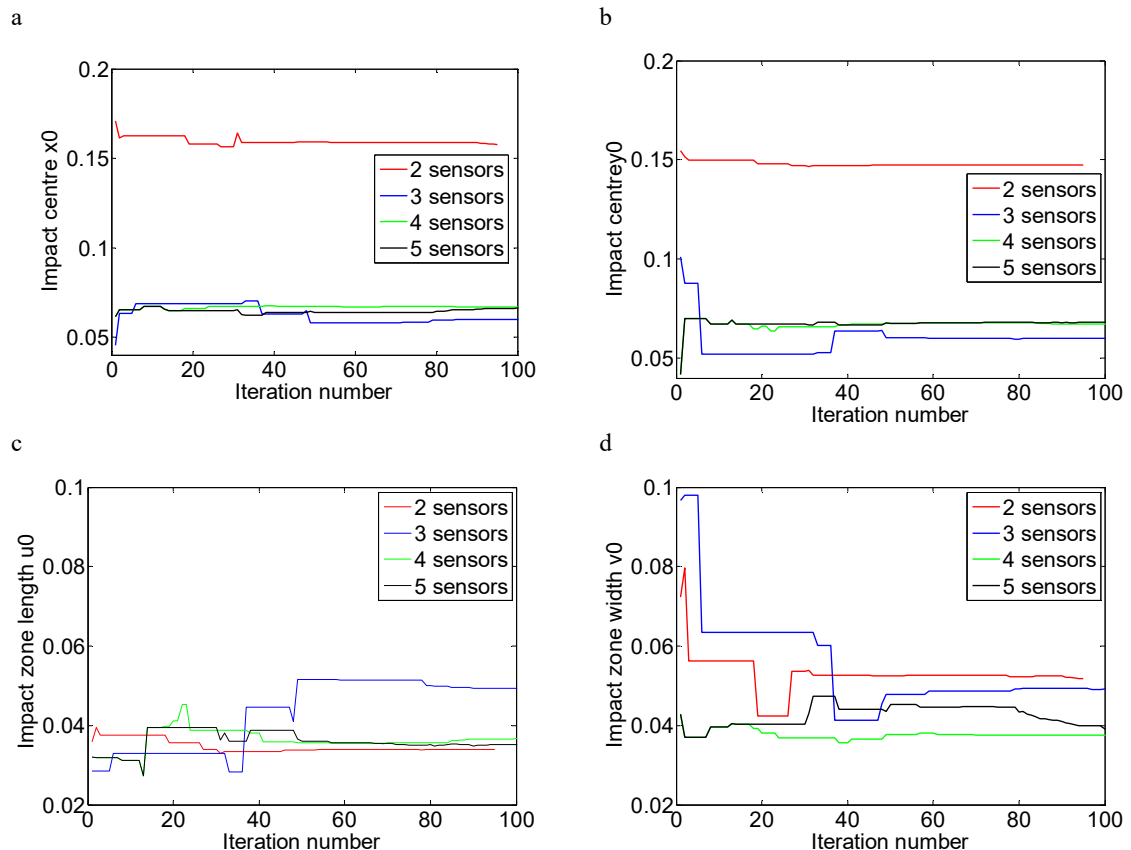 a
Impact centre x0
0.2
0.15
0.1
0.05
2 sensors
3 sensors
4 sensors
5 sensors
0 20 40 60 80 100
Iteration number
b
Impact centrey0
0.2
0.15
0.1
0.05
2 sensors
3 sensors
4 sensors
5 sensors
0 20 40 60 80 100
Iteration number
c
Impact zone length u0
0.1
0.08
0.06
0.04
0.02
2 sensors
3 sensors
4 sensors
5 sensors
0 20 40 60 80 100
Iteration number
d
Impact zone width v0
0.1
0.08
0.06
0.04
0.02
2 sensors
3 sensors
4 sensors
5 sensors
0 20 40 60 80 100
Iteration number